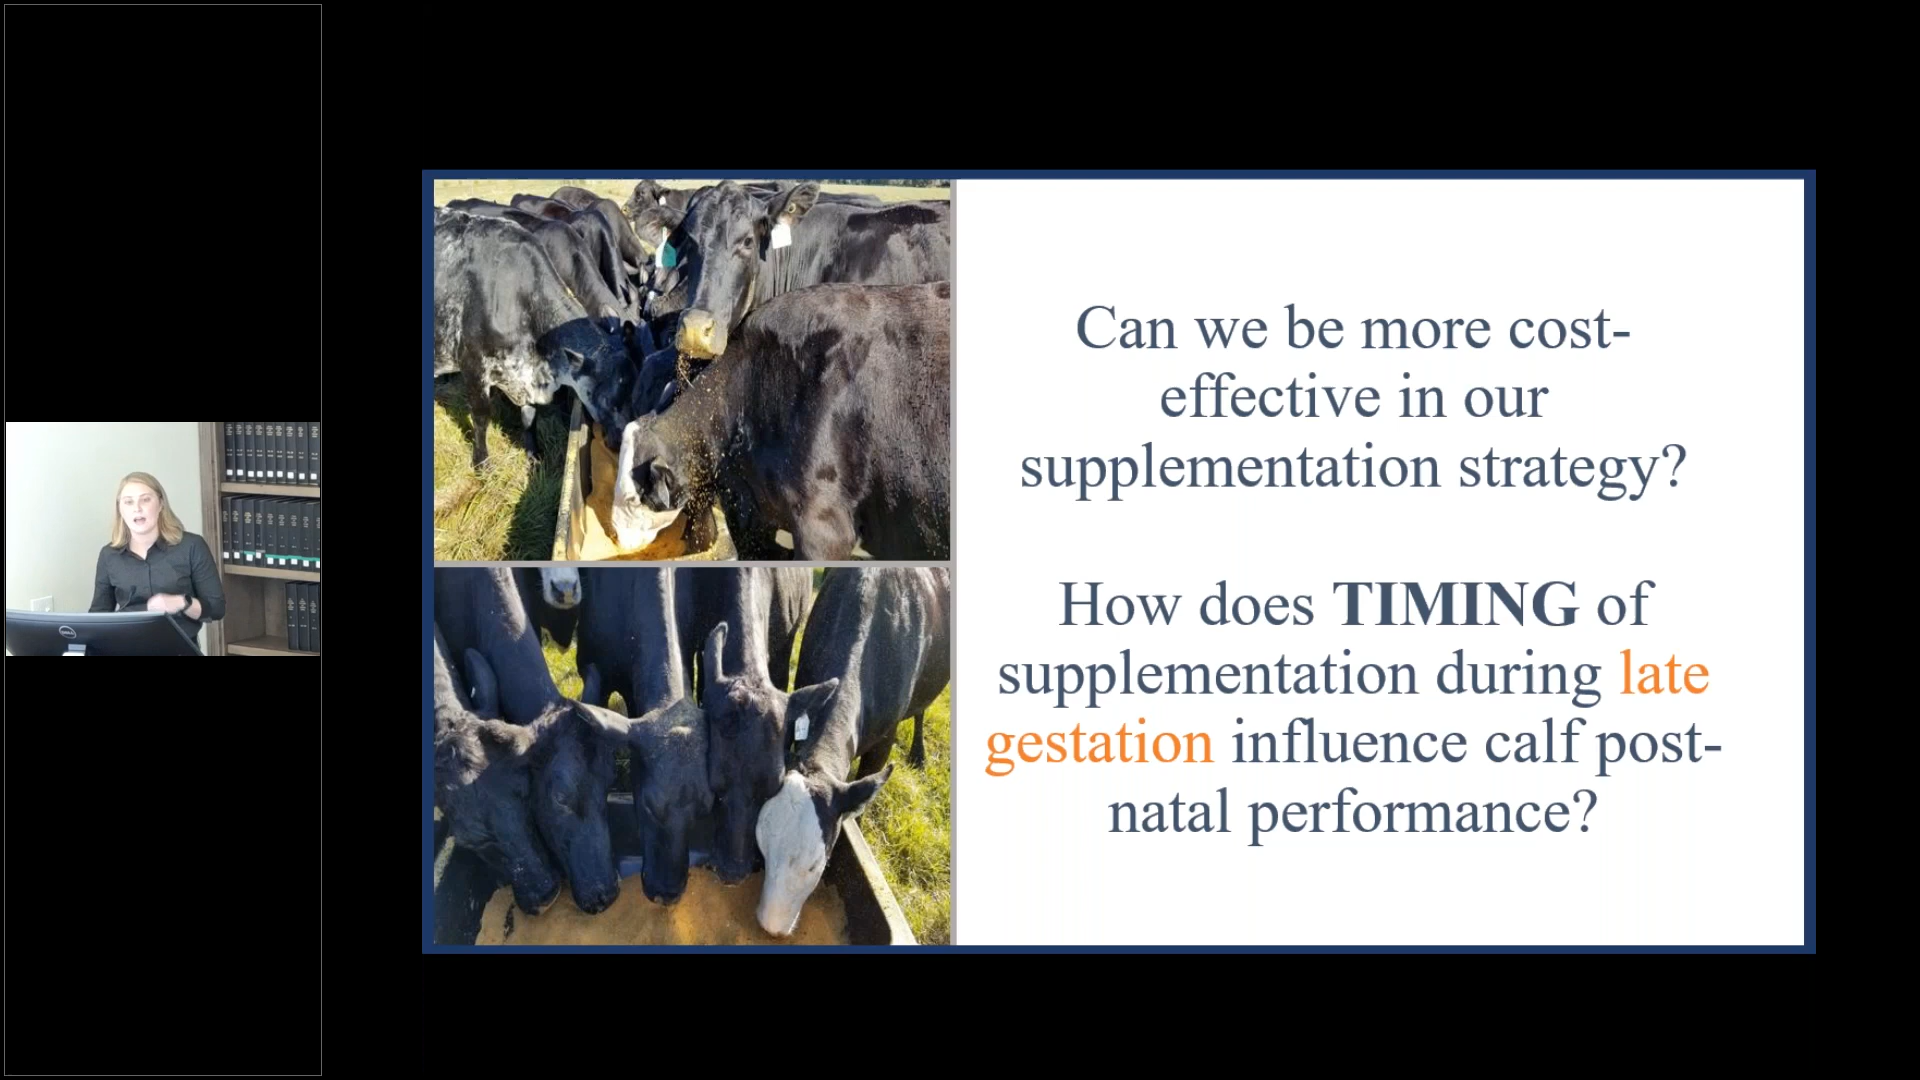 Can we be more cost-
effective in our
supplementation strategy?
How does TIMING of
supplementation during late
gestation influence calf post-
natal performance?
DELL